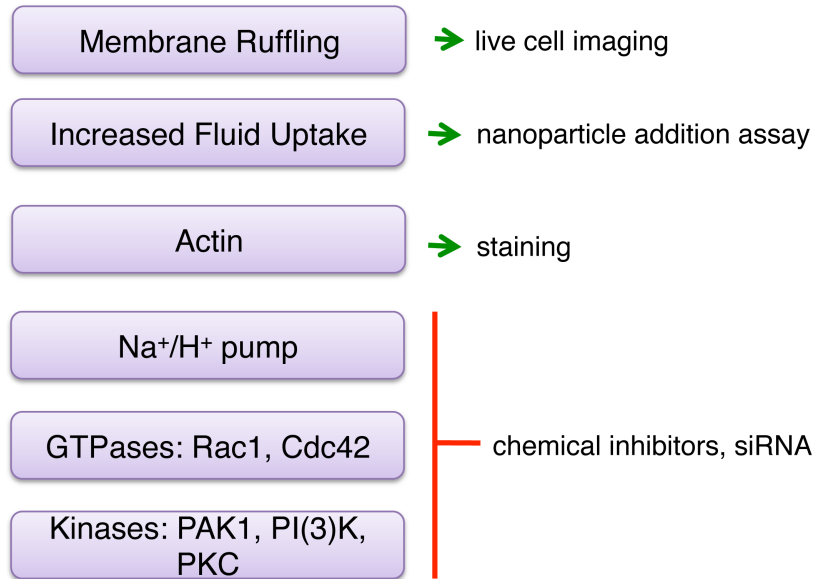 Membrane Ruffling
live cell imaging
Increased Fluid Uptake
nanoparticle addition assay
Actin
staining
Na⁺/H⁺ pump
GTPases: Rac1, Cdc42
chemical inhibitors, siRNA
Kinases: PAK1, PI(3)K,
PKC